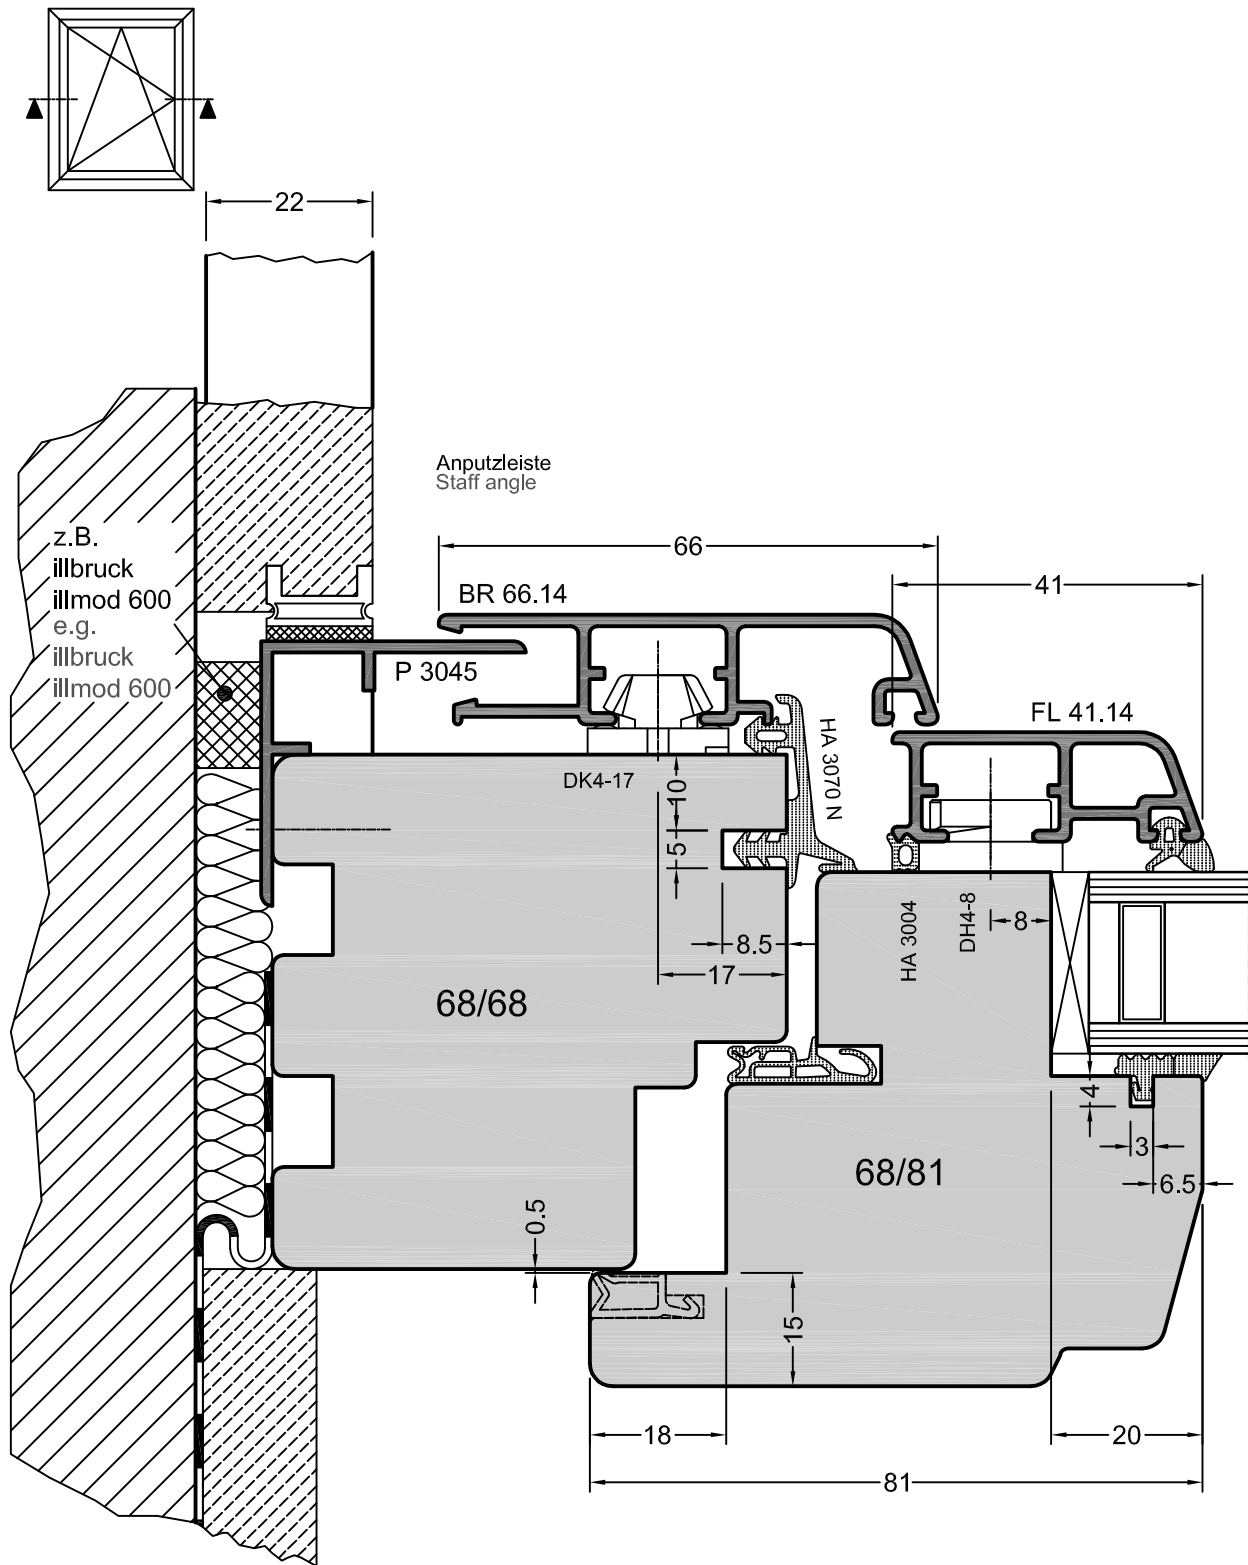 22
Anputzleiste
Staff angle
z.B.
illbruck
illmod 600
e.g.
illbruck
illmod 600
66
BR 66.14
41
P 3045
FL 41.14
HA 3070 N
DK4-17
10
5
8.5
17
HA 3004
DH4-8
8
68/68
4
3
6.5
68/81
0.5
15
18
20
81